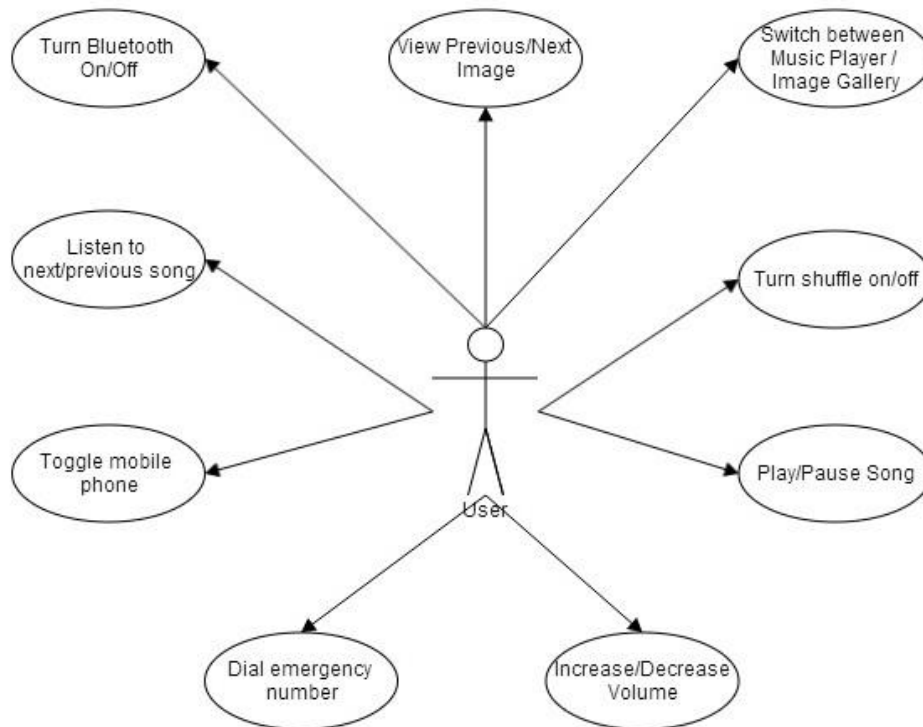 Turn Bluetooth
On/Off
View Previous/Next
Image
Switch between
Music Player /
Image Gallery
Listen to
next/previous song
Turn shuffle on/off
Toggle mobile
phone
Play/Pause Song
User
Dial emergency
number
Increase/Decrease
Volume